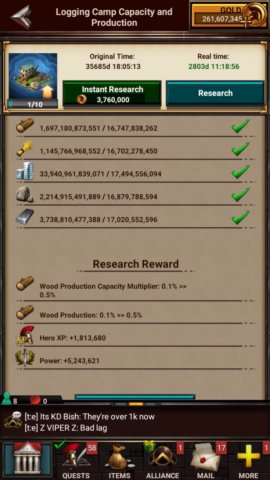 Logging Camp Capacity and
Production
GOLD
261,607,345
Original Time:
35685d 18:05:13
Real time:
2803d 11:18:56
Instant Research
3,760,000
Research
1/10
1,697,180,873,551 / 16,747,838,262
1,145,766,968,552 / 16,702,278,450
33,940,961,839,071 / 17,494,556,094
2,214,915,491,889 / 16,879,788,594
3,738,810,477,388 / 17,020,552,596
Research Reward
Wood Production Capacity Multiplier: 0.1% >>
0.5%
Wood Production: 0.1% >> 0.5%
Hero XP: +1,813,680
Power: +5,243,621
8
0
[t:e] Its KD Bish: They're over 1k now
[t:e] Z VIPER Z: Bad lag
58
1
17
1
QUESTS
ITEMS
ALLIANCE
MAIL
MORE